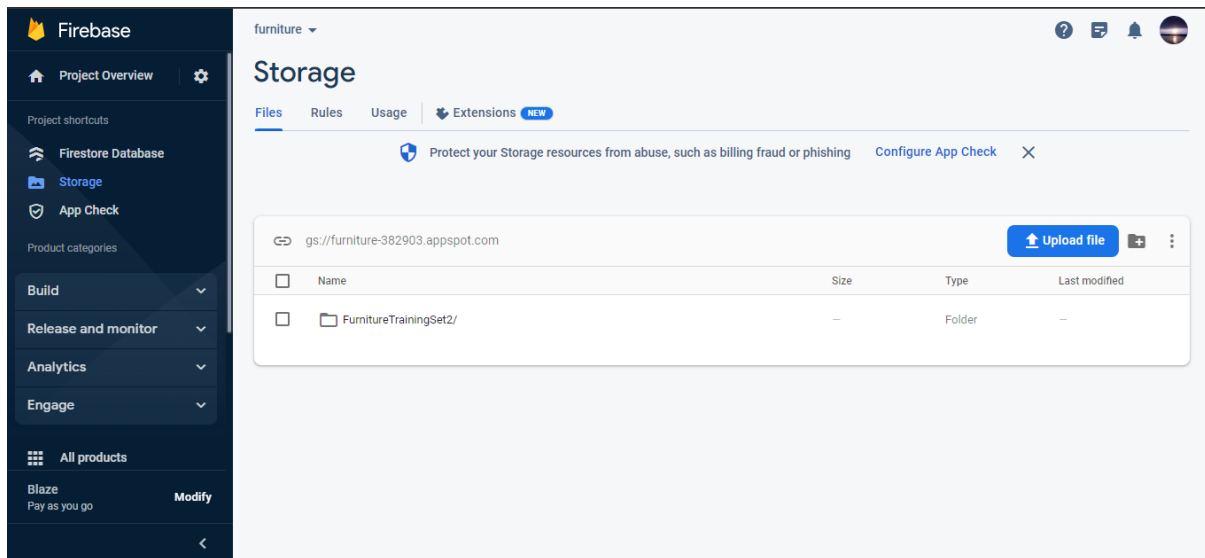 Firebase
Project Overview
Project shortcuts
Firestore Database
Storage
App Check
Product categories
Build
Release and monitor
Analytics
Engage
All products
Blaze
Pay as you go
Modify
furniture
Storage
Files Rules Usage Extensions NEW
Protect your Storage resources from abuse, such as billing fraud or phishing Configure App Check
gs://furniture-382903.appspot.com Upload file
Name Size Type Last modified
FurnitureTrainingSet2/ — Folder —